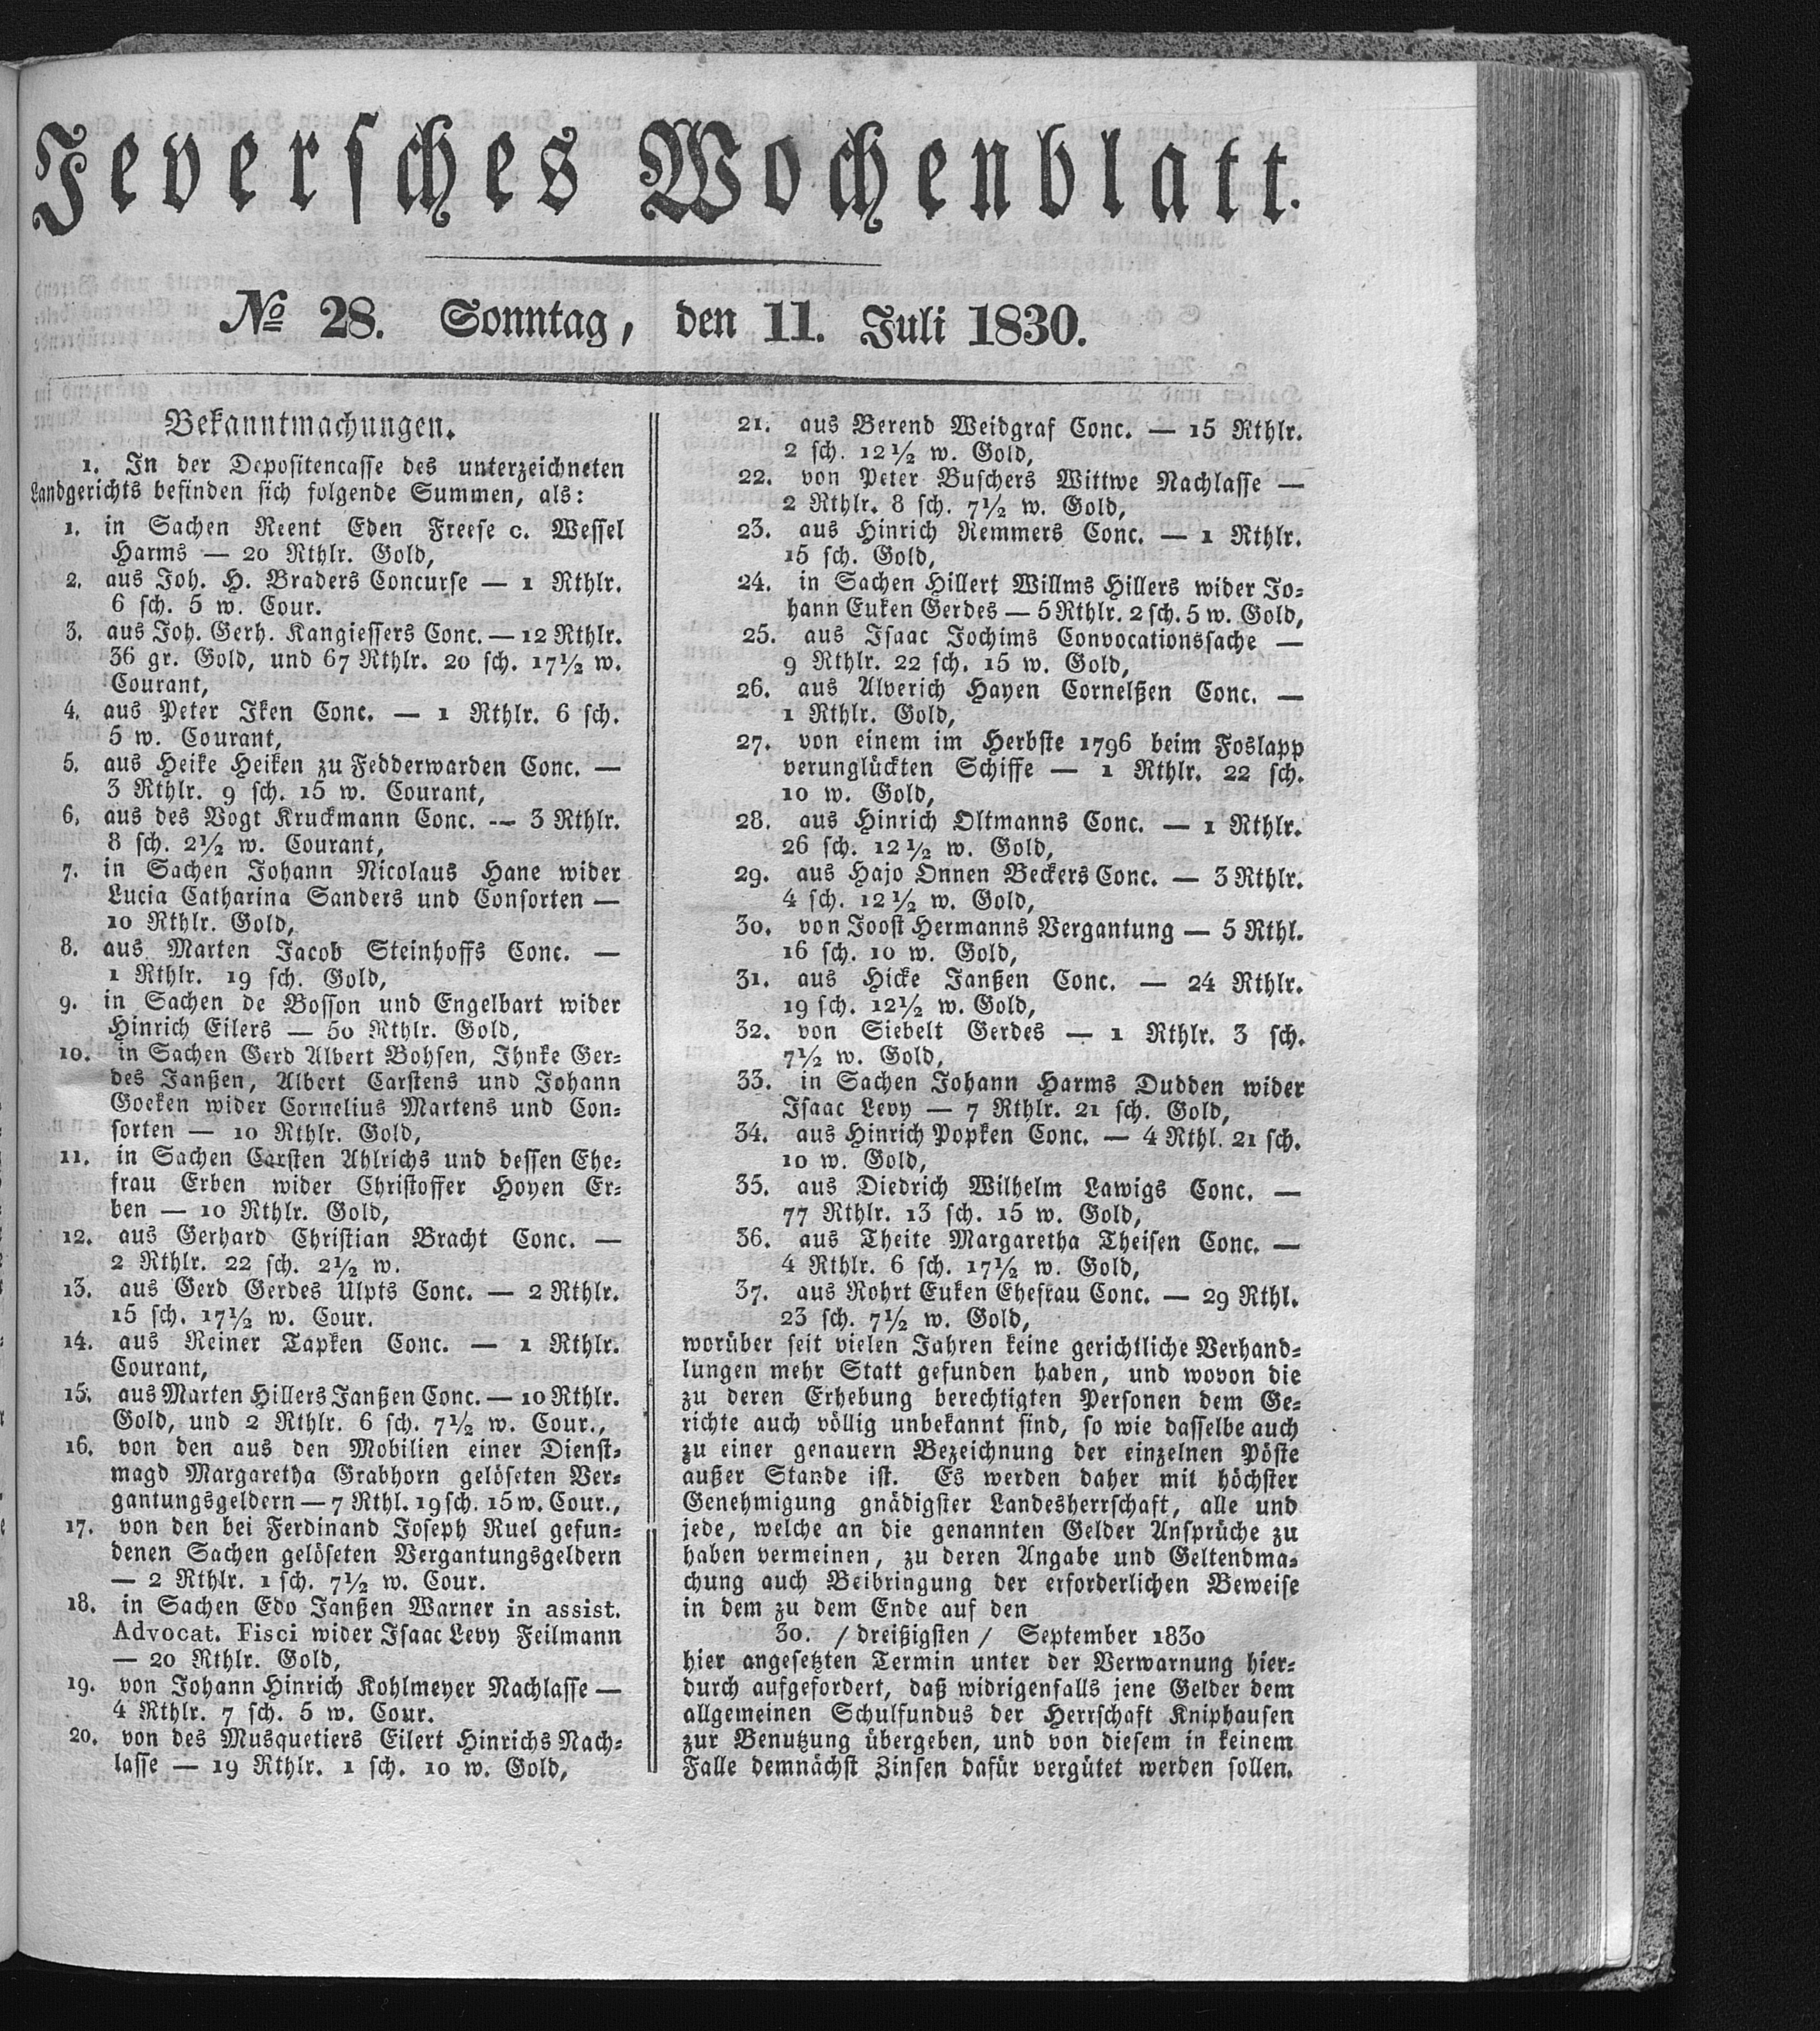 Jeversches Wochenblatt.
No 28. Sonntag, den 11. Juli 1830.
Bekanntmachungen.
1. In der Depositencasse des unterzeichneten
Landgerichts befinden sich folgende Summen, als:
1. in Sachen Reent Eden Freese c. Wessel
Harms — 20 Rthlr. Gold,
2. aus Joh. H. Braders Concurse — 1 Rthlr.
6 sch. 5 w. Cour.
3. aus Joh. Gerh. Kangiessers Conc. — 12 Rthlr.
36 gr. Gold, und 67 Rthlr. 20 sch. 17½ w.
Courant,
4. aus Peter Iken Conc. — 1 Rthlr. 6 sch.
5 w. Courant,
5. aus Heike Heiken zu Fedderwarden Conc. —
3 Rthlr. 9 sch. 15 w. Courant,
6. aus des Vogt Kruckmann Conc. -- 3 Rthlr.
8 sch. 2½ w. Courant,
7. in Sachen Johann Nicolaus Hane wider
Lucia Catharina Sanders und Consorten —
10 Rthlr. Gold,
8. aus Marten Jacob Steinhoffs Conc. —
1 Rthlr. 19 sch. Gold,
9. in Sachen de Bosson und Engelbart wider
Hinrich Eilers — 50 Rthlr. Gold,
10. in Sachen Gerd Albert Bohsen, Ihnke Ger-
des Janßen, Albert Carstens und Johann
Goeken wider Cornelius Martens und Con-
sorten — 10 Rthlr. Gold,
11. in Sachen Carsten Ahlrichs und dessen Ehe-
frau Erben wider Christoffer Hoyen Er-
ben — 10 Rthlr. Gold,
12. aus Gerhard Christian Bracht Conc. —
2 Rthlr. 22 sch. 2½ w.
13. aus Gerd Gerdes Ulpts Conc. — 2 Rthlr.
15 sch. 17½ w. Cour.
14. aus Reiner Tapken Conc. — 1 Rthlr.
Courant,
15. aus Marten Hillers Janßen Conc. — 10 Rthlr.
Gold, und 2 Rthlr. 6 sch. 7½ w. Cour.,
16. von den aus den Mobilien einer Dienst-
magd Margaretha Grabhorn gelöseten Ver-
gantungsgeldern — 7 Rthl. 19 sch. 15 w. Cour.,
17. von den bei Ferdinand Joseph Ruel gefun-
denen Sachen gelöseten Vergantungsgeldern
— 2 Rthlr. 1 sch. 7½ w. Cour.
18. in Sachen Edo Janßen Warner in assist.
Advocat. Fisci wider Isaac Levy Feilmann
— 20 Rthlr. Gold,
19. von Johann Hinrich Kohlmeyer Nachlasse —
4 Rthlr. 7 sch. 5 w. Cour.
20. von des Musquetiers Eilert Hinrichs Nach-
lasse — 19 Rthlr. 1 sch. 10 w. Gold,
21. aus Berend Weidgraf Conc. — 15 Rthlr.
2 sch. 12½ w. Gold,
22. von Peter Buschers Wittwe Nachlasse —
2 Rthlr. 8 sch. 7½ w. Gold,
23. aus Hinrich Remmers Conc. — 1 Rthlr.
15 sch. Gold,
24. in Sachen Hillert Willms Hillers wider Jo-
hann Euken Gerdes — 5 Rthlr. 2 sch. 5 w. Gold,
25. aus Isaac Jochims Convocationssache —
9 Rthlr. 22 sch. 15 w. Gold,
26. aus Alverich Hayen Cornelßen Conc. —
1 Rthlr. Gold,
27. von einem im Herbste 1796 beim Foslapp
verunglückten Schiffe — 1 Rthlr. 22 sch.
10 w. Gold,
28. aus Hinrich Oltmanns Conc. — 1 Rthlr.
26 sch. 12½ w. Gold,
29. aus Hajo Onnen Beckers Conc. — 3 Rthlr.
4 sch. 12½ w. Gold,
30. von Joost Hermanns Vergantung — 5 Rthl.
16 sch. 10 w. Gold,
31. aus Hicke Janßen Conc. — 24 Rthlr.
19 sch. 12½ w. Gold,
32. von Siebelt Gerdes — 1 Rthlr. 3 sch.
7½ w. Gold,
33. in Sachen Johann Harms Dudden wider
Isaac Levy — 7 Rthlr. 21 sch. Gold,
34. aus Hinrich Popken Conc. — 4 Rthl. 21 sch.
10 w. Gold,
35. aus Diedrich Wilhelm Lawigs Conc. —
77 Rthlr. 13 sch. 15 w. Gold,
36. aus Theite Margaretha Theisen Conc. —
4 Rthlr. 6 sch. 17½ w. Gold,
37. aus Rohrt Euken Ehefrau Conc. — 29 Rthl.
23 sch. 7½ w. Gold,
worüber seit vielen Jahren keine gerichtliche Verhand-
lungen mehr Statt gefunden haben, und wovon die
zu deren Erhebung berechtigten Personen dem Ge-
richte auch völlig unbekannt sind, so wie dasselbe auch
zu einer genauern Bezeichnung der einzelnen Pöste
außer Stande ist. Es werden daher mit höchster
Genehmigung gnädigster Landesherrschaft, alle und
jede, welche an die genannten Gelder Ansprüche zu
haben vermeinen, zu deren Angabe und Geltendma-
chung auch Beibringung der erforderlichen Beweise
in dem zu dem Ende auf den
30. / dreißigsten / September 1830
hier angesetzten Termin unter der Verwarnung hier-
durch aufgefordert, daß widrigenfalls jene Gelder dem
allgemeinen Schulfundus der Herrschaft Kniphausen
zur Benutzung übergeben, und von diesem in keinem
Falle demnächst Zinsen dafür vergütet werden sollen.